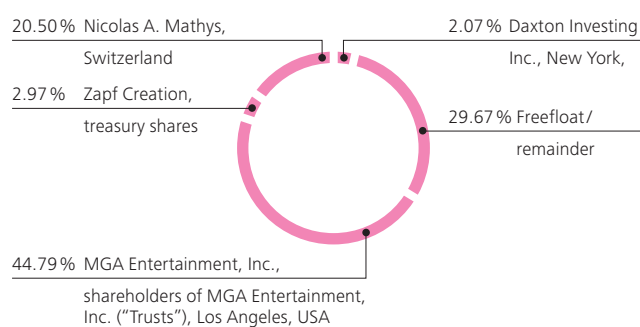 20.50% Nicolas A. Mathys,
Switzerland
2.97% Zapf Creation,
treasury shares
44.79% MGA Entertainment, Inc.,
shareholders of MGA Entertainment,
Inc. (“Trusts”), Los Angeles, USA
2.07% Daxton Investing
Inc., New York,
29.67% Freefloat/
remainder